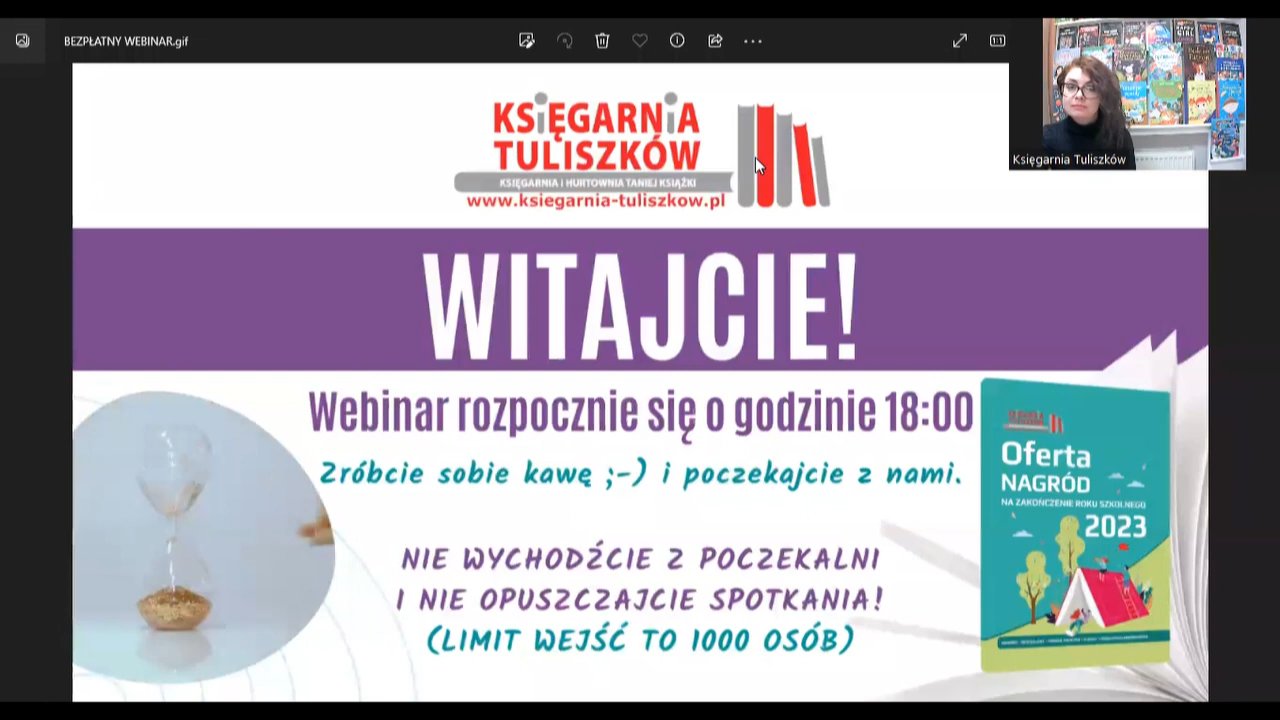 BEZPŁATNY WEBINAR.gif
KSIĘGARNIA
TULISZKÓW
KSIĘGARNIA I HURTOWNIA TANIEJ KSIĄŻKI
www.ksiegarnia-tuliszkow.pl
Księgarnia Tuliszków
WITAJCIE!
Webinar rozpocznie się o godzinie 18:00
Zróbcie sobie kawę ;-) i poczekajcie z nami.
NIE WYCHODŹCIE Z POCZEKALNI
I NIE OPUSZCZAJCIE SPOTKANIA!
(LIMIT WEJŚĆ TO 1000 OSÓB)
Oferta
NAGRÓD
NA ZAKOŃCZENIE ROKU SZKOLNEGO
2023